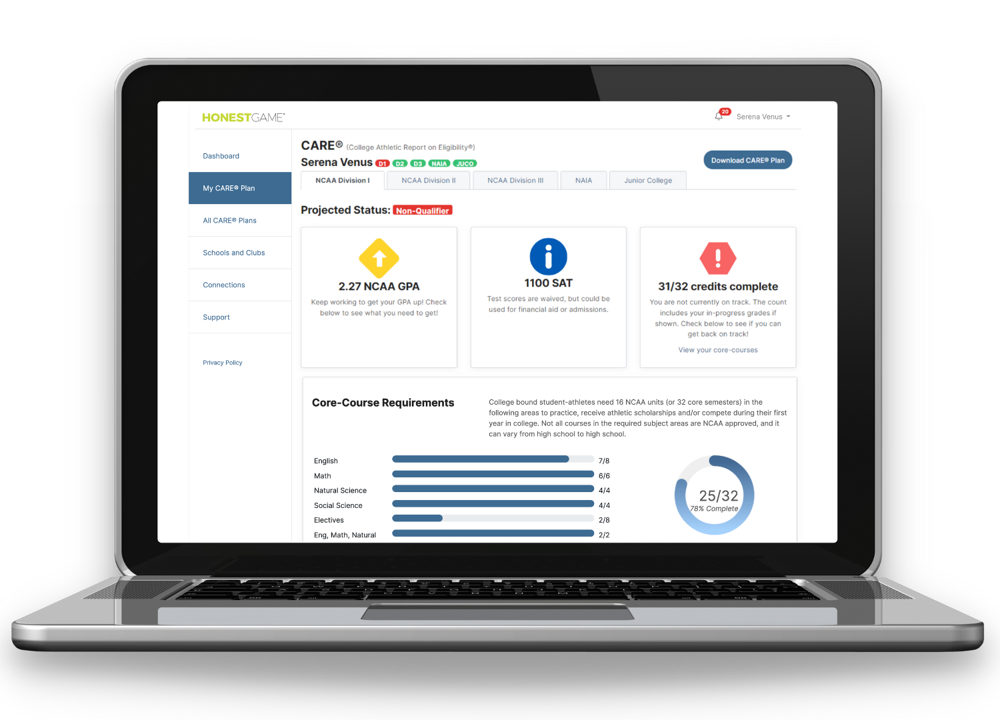 HONESTGAME
20
Serena Venus
Dashboard
My CARE® Plan
All CARE® Plans
Schools and Clubs
Connections
Support
Privacy Policy
CARE® (College Athletic Report on Eligibility®)
Serena Venus D1 D2 D3 NAIA JUCO
Download CARE® Plan
NCAA Division I
NCAA Division II
NCAA Division III
NAIA
Junior College
Projected Status: Non-Qualifier
2.27 NCAA GPA
Keep working to get your GPA up! Check
below to see what you need to get!
1100 SAT
Test scores are waived, but could be
used for financial aid or admissions.
31/32 credits complete
You are not currently on track. The count
includes your in-progress grades if
shown. Check below to see if you can
get back on track!
View your core-courses
Core-Course Requirements
College bound student-athletes need 16 NCAA units (or 32 core semesters) in the
following areas to practice, receive athletic scholarships and/or compete during their first
year in college. Not all courses in the required subject areas are NCAA approved, and it
can vary from high school to high school.
English 7/8
Math 6/6
Natural Science 4/4
Social Science 4/4
Electives 2/8
Eng, Math, Natural 2/2
25/32
78% Complete